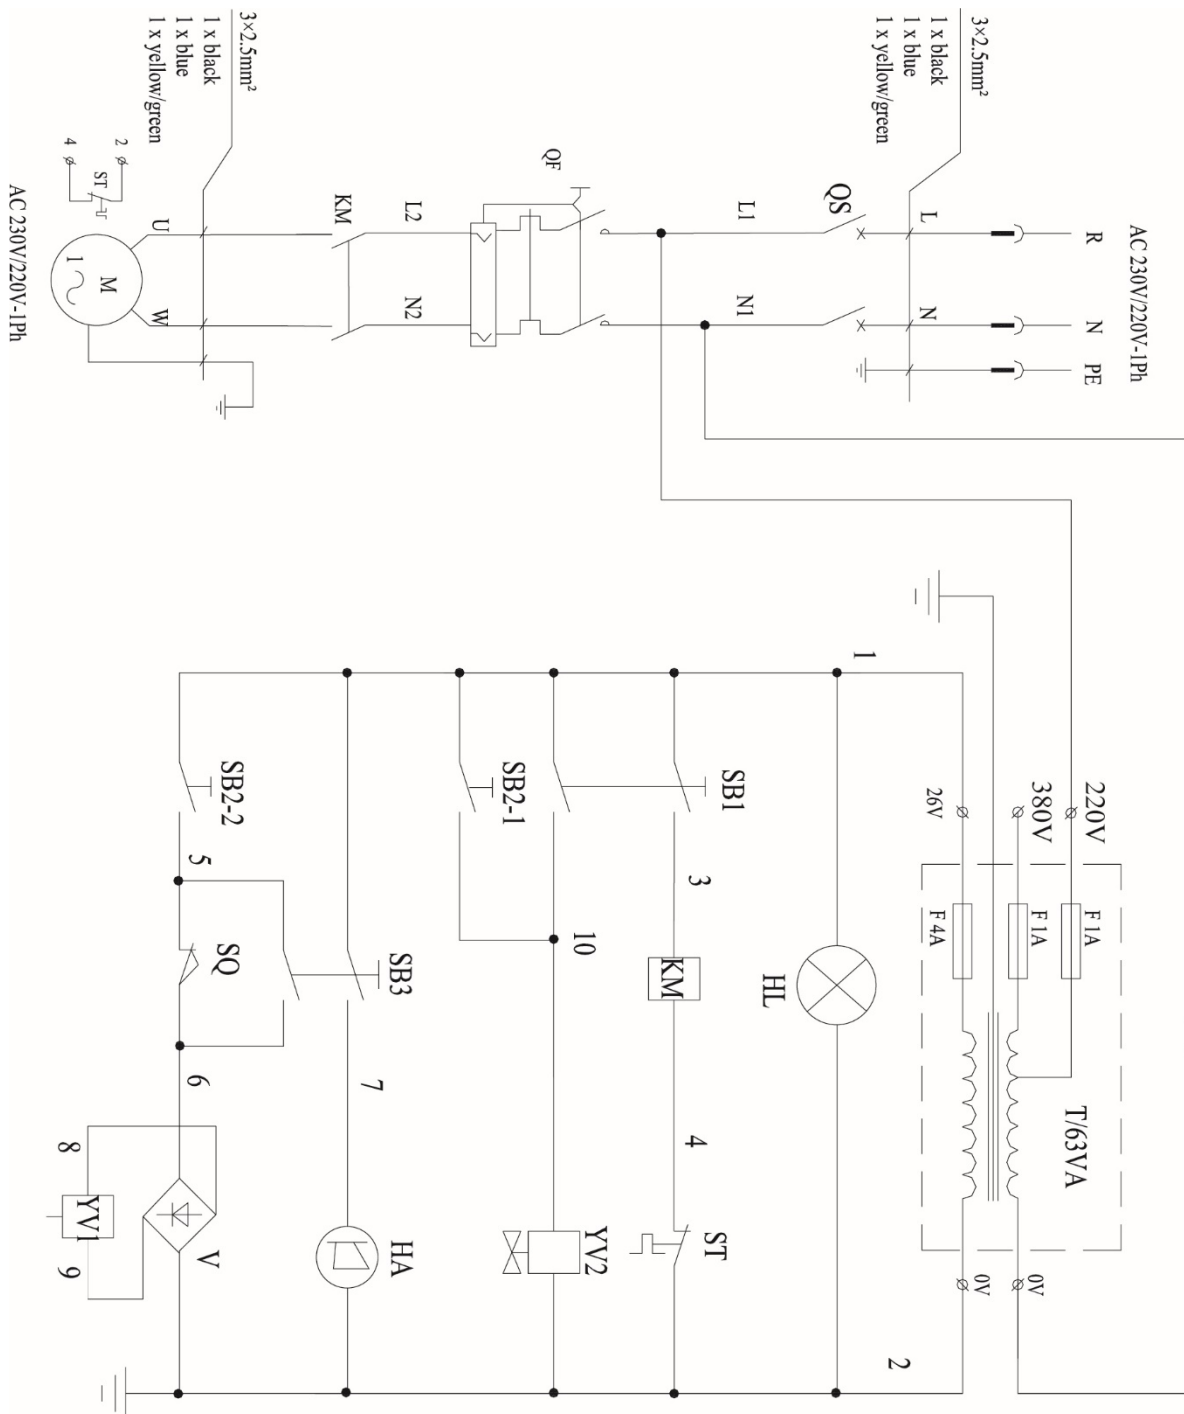 AC 230V/220V-1Ph
R
N
PE
3×2.5mm²
1 x black
1 x blue
1 x yellow/green
L
N
QS
L1
N1
QF
L2
N2
KM
3×2.5mm²
1 x black
1 x blue
1 x yellow/green
U
W
2
4
ST
M
1
AC 230V/220V-1Ph
220V
380V
26V
F 1A
F 1A
F 4A
T/63VA
0V
0V
1
2
HL
SB1
3
KM
4
ST
SB2-1
10
YV2
SB3
7
HA
SB2-2
5
SQ
6
V
8
YV1
9